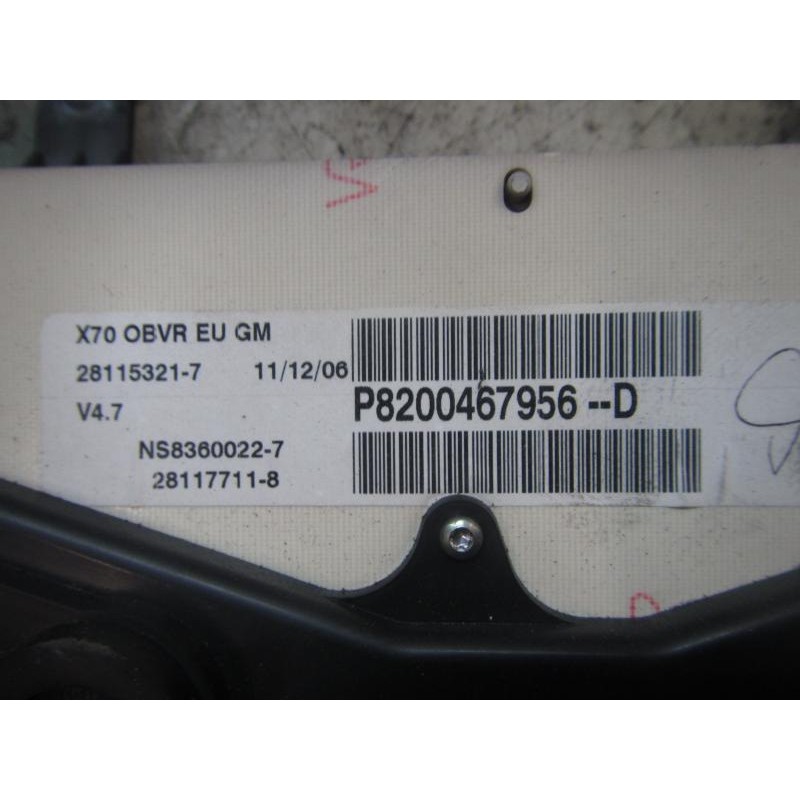 X70 OBVR EU GM
28115321-7 11/12/06
V4.7
P8200467956--D
NS8360022-7
28117711-8